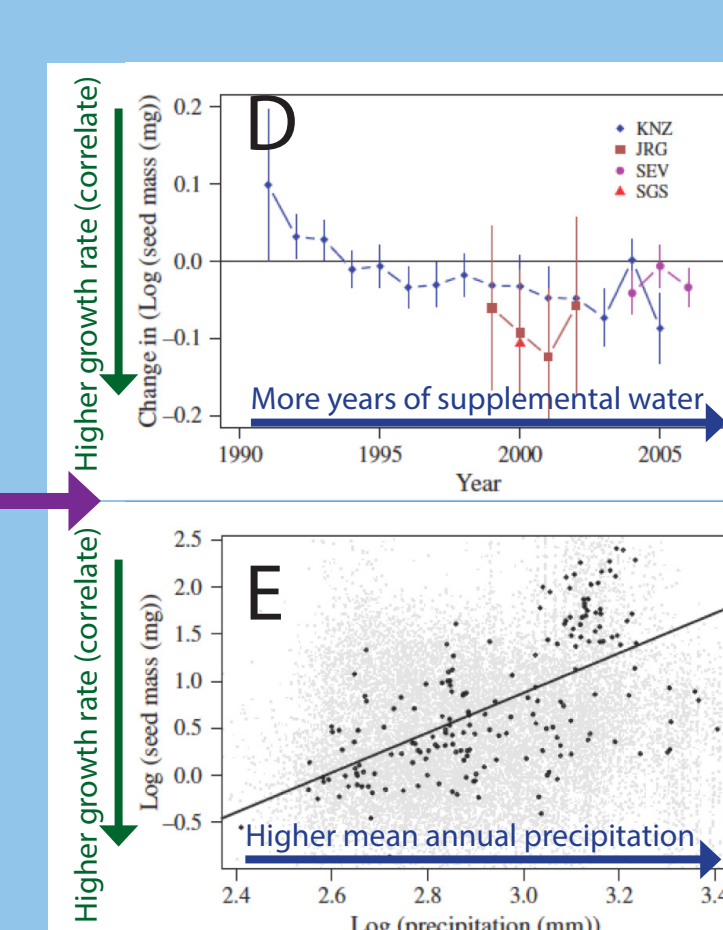 Higher growth rate (correlate)
Change in (Log (seed mass (mg))
0.2
0.1
0.0
–0.1
–0.2
D
KNZ
JRG
SEV
SGS
More years of supplemental water
1990 1995 2000 2005
Year
Higher growth rate (correlate)
Log (seed mass (mg))
2.5
2.0
1.5
1.0
0.5
0.0
–0.5
E
Higher mean annual precipitation
2.4 2.6 2.8 3.0 3.2 3.4
Log (precipitation (mm))